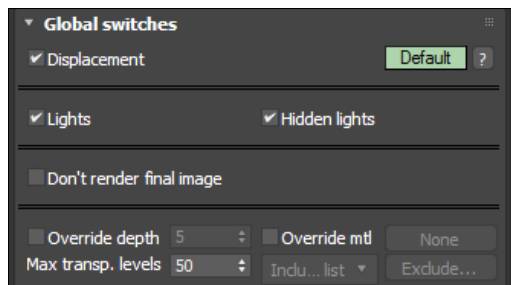 Global switches
Displacement Default ?
Lights Hidden lights
Don't render final image
Override depth 5 Override mtl None
Max transp. levels 50 Inclu... list Exclude...